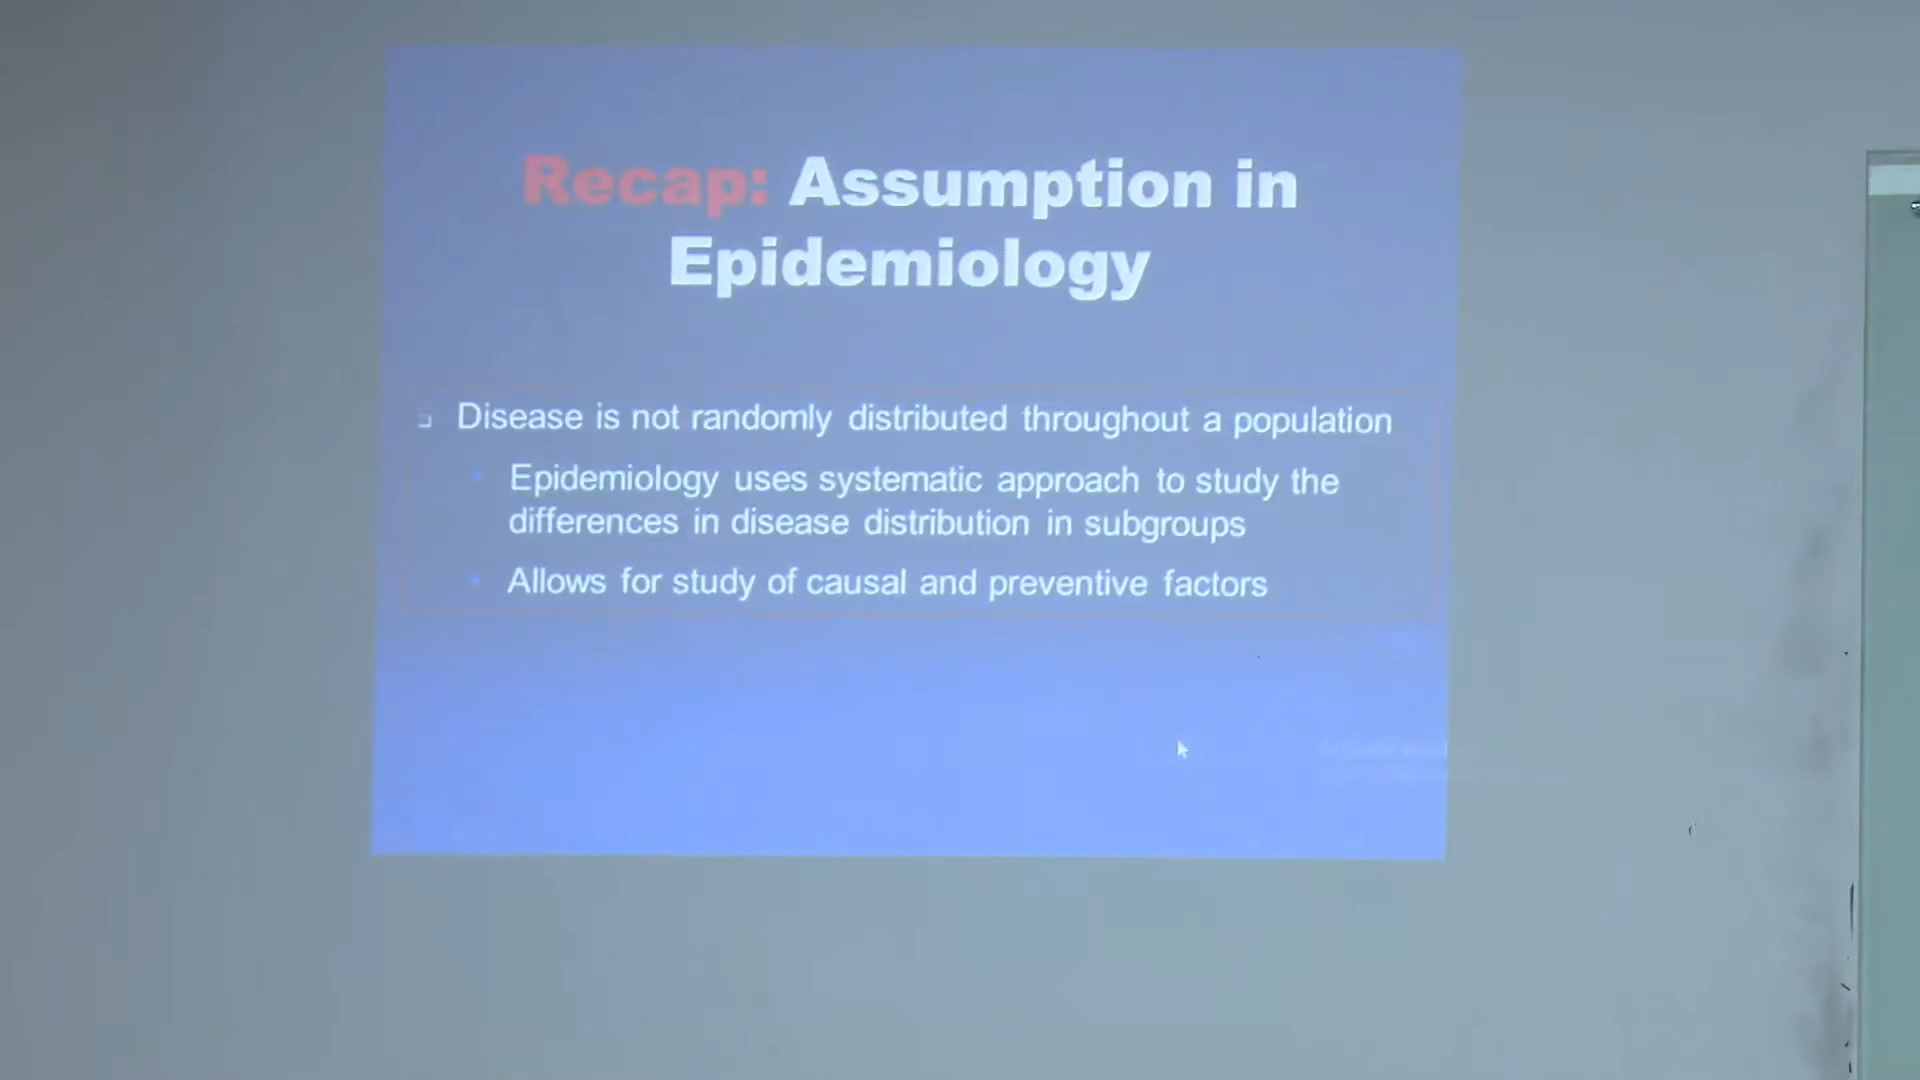 Recap: Assumption in
Epidemiology
Disease is not randomly distributed throughout a population
Epidemiology uses systematic approach to study the
differences in disease distribution in subgroups
Allows for study of causal and preventive factors